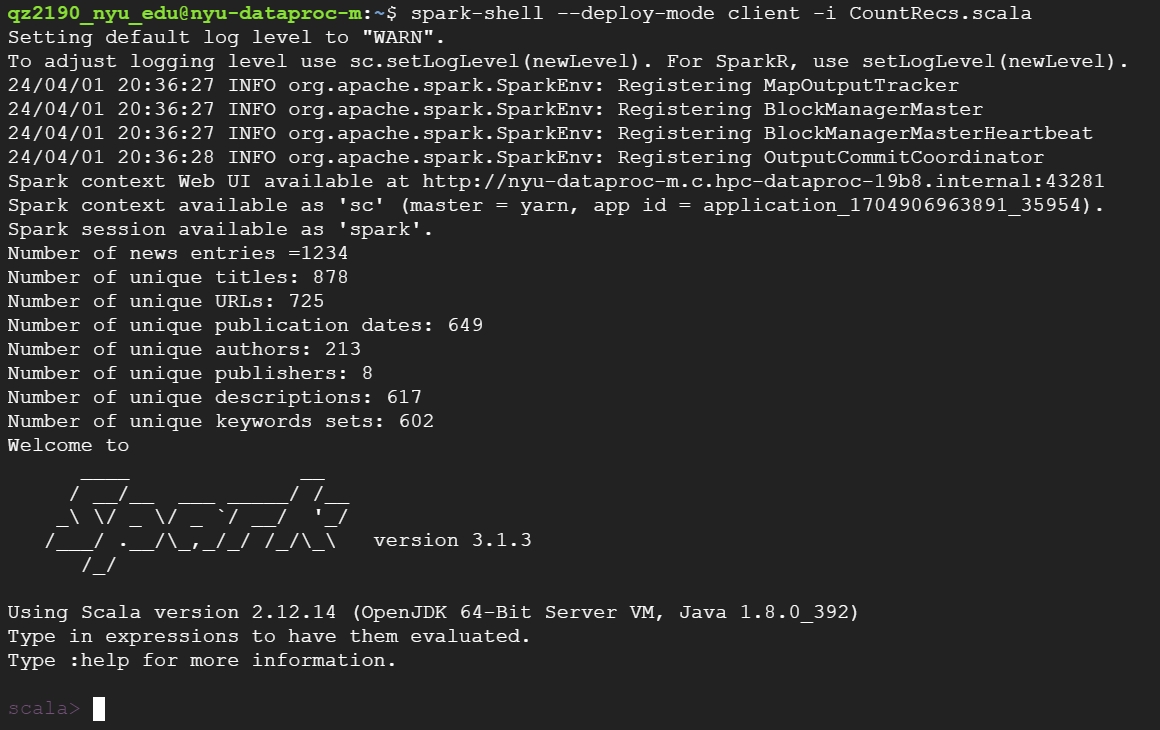 qz2190_nyu_edu@nyu-dataproc-m:~$ spark-shell --deploy-mode client -i CountRecs.scala
Setting default log level to "WARN".
To adjust logging level use sc.setLogLevel(newLevel). For SparkR, use setLogLevel(newLevel).
24/04/01 20:36:27 INFO org.apache.spark.SparkEnv: Registering MapOutputTracker
24/04/01 20:36:27 INFO org.apache.spark.SparkEnv: Registering BlockManagerMaster
24/04/01 20:36:27 INFO org.apache.spark.SparkEnv: Registering BlockManagerMasterHeartbeat
24/04/01 20:36:28 INFO org.apache.spark.SparkEnv: Registering OutputCommitCoordinator
Spark context Web UI available at http://nyu-dataproc-m.c.hpc-dataproc-19b8.internal:43281
Spark context available as 'sc' (master = yarn, app id = application_1704906963891_35954).
Spark session available as 'spark'.
Number of news entries =1234
Number of unique titles: 878
Number of unique URLs: 725
Number of unique publication dates: 649
Number of unique authors: 213
Number of unique publishers: 8
Number of unique descriptions: 617
Number of unique keywords sets: 602
Welcome to
      ____              __
     / __/__  ___ _____/ /__
    _\ \/ _ \/ _ `/ __/  '_/
   /___/ .__/\_,_/_/ /_/\_\   version 3.1.3
      /_/
Using Scala version 2.12.14 (OpenJDK 64-Bit Server VM, Java 1.8.0_392)
Type in expressions to have them evaluated.
Type :help for more information.
scala>